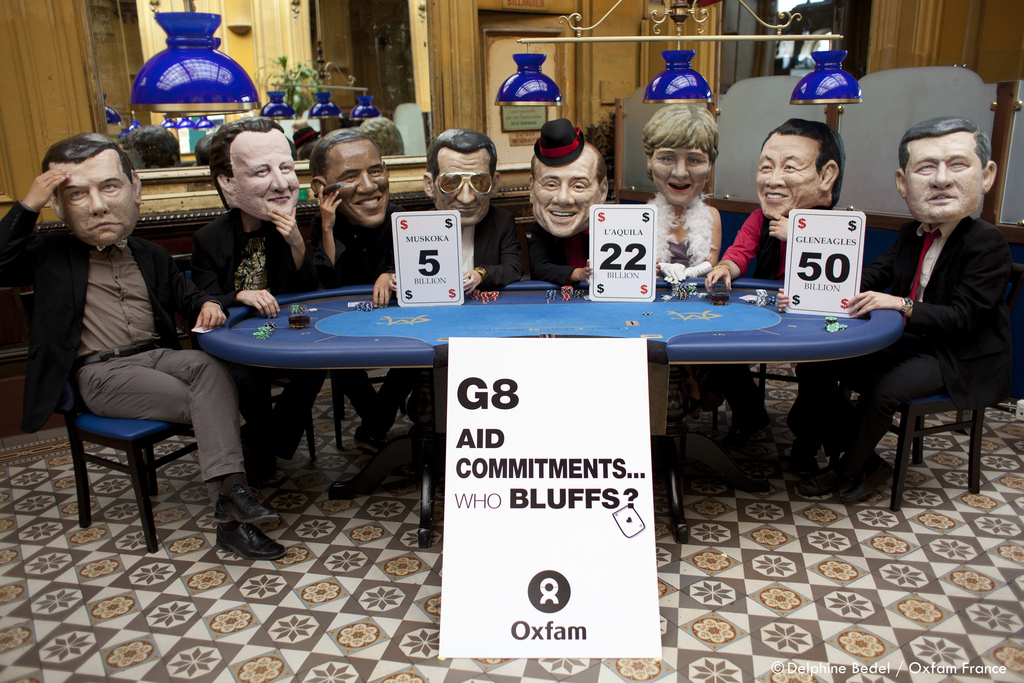 $ $
MUSKOKA
5
BILLION
$ $
$ $
L'AQUILA
22
BILLION
$ $
$ $
GLENEAGLES
50
BILLION
$ $
G8
AID
COMMITMENTS...
WHO BLUFFS?
Oxfam
©Delphine Bedel / Oxfam France